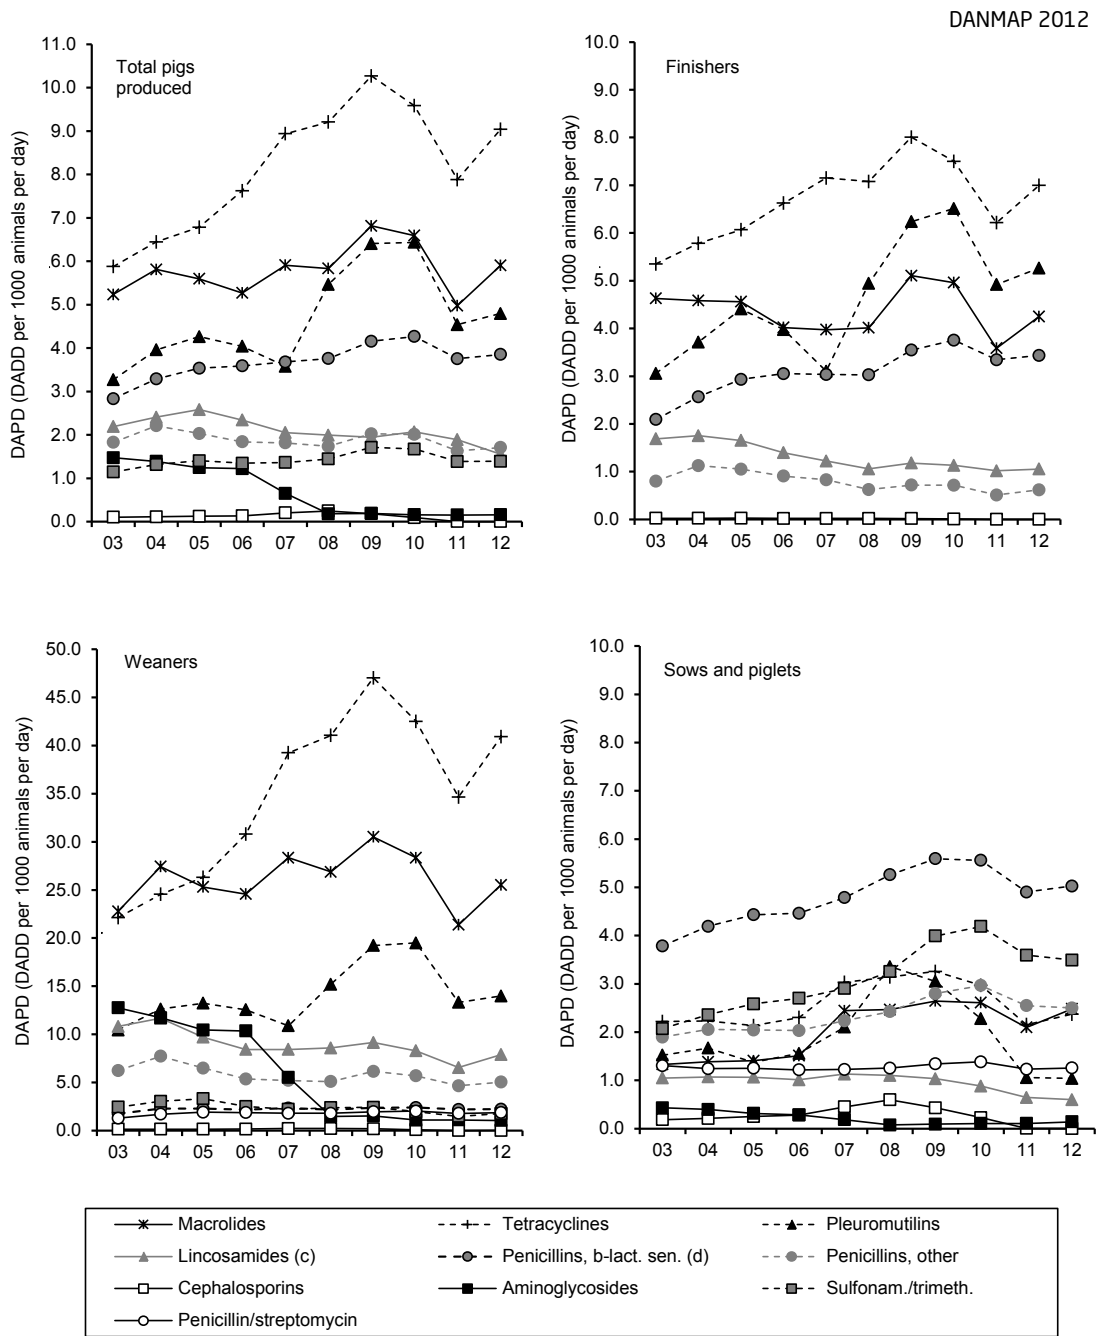 DANMAP 2012
DAPD (DADD per 1000 animals per day)
Total pigs
produced
11.0
10.0
9.0
8.0
7.0
6.0
5.0
4.0
3.0
2.0
1.0
0.0
03 04 05 06 07 08 09 10 11 12
DAPD (DADD per 1000 animals per day)
Finishers
10.0
9.0
8.0
7.0
6.0
5.0
4.0
3.0
2.0
1.0
0.0
03 04 05 06 07 08 09 10 11 12
DAPD (DADD per 1000 animals per day)
Weaners
50.0
45.0
40.0
35.0
30.0
25.0
20.0
15.0
10.0
5.0
0.0
03 04 05 06 07 08 09 10 11 12
DAPD (DADD per 1000 animals per day)
Sows and piglets
10.0
9.0
8.0
7.0
6.0
5.0
4.0
3.0
2.0
1.0
0.0
03 04 05 06 07 08 09 10 11 12
Macrolides Tetracyclines Pleuromutilins
Lincosamides (c) Penicillins, b-lact. sen. (d) Penicillins, other
Cephalosporins Aminoglycosides Sulfonam./trimeth.
Penicillin/streptomycin